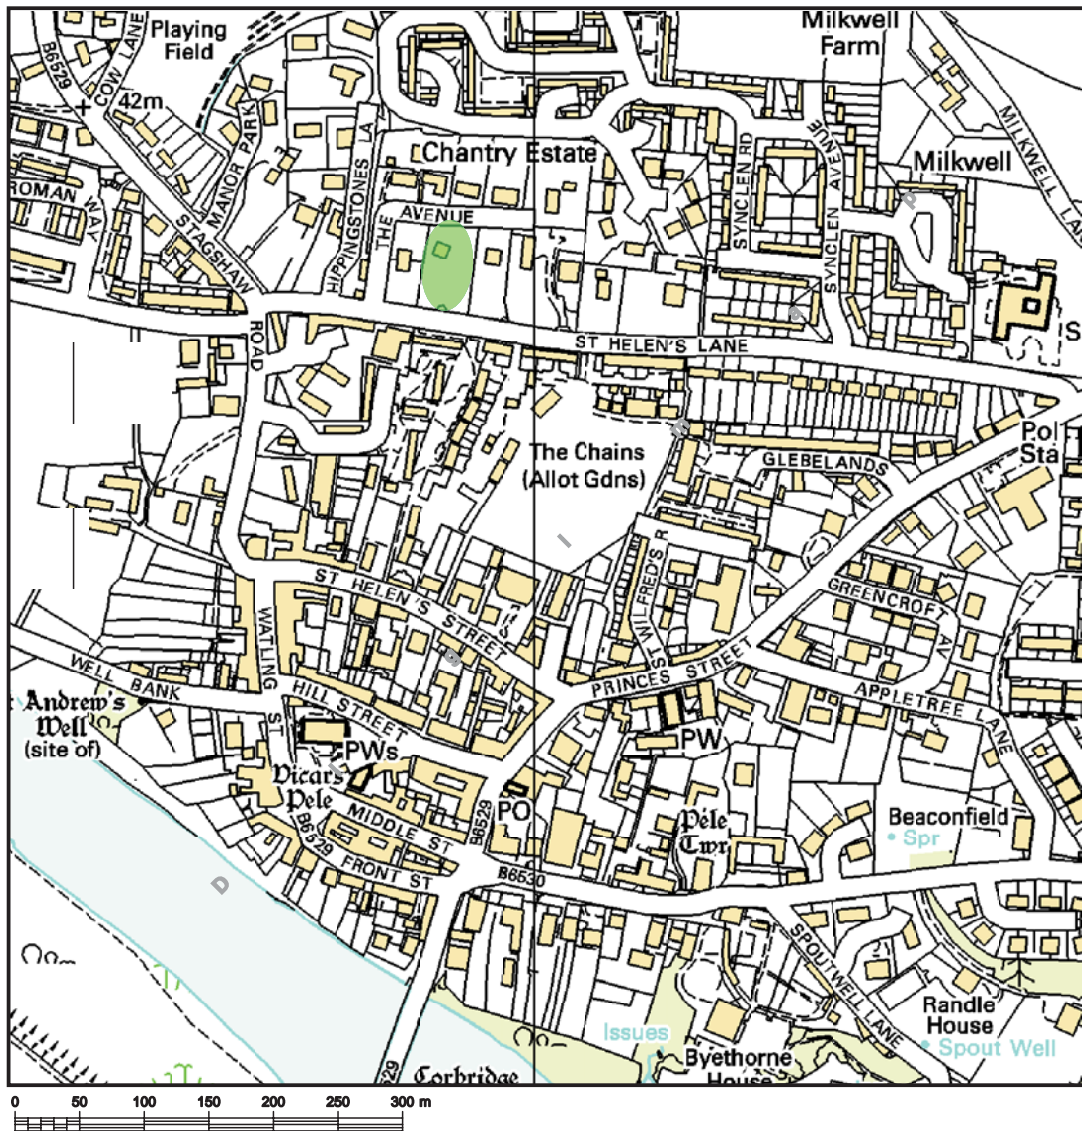 Playing
Field
Milkwell
Farm
B6529
COW LANE
42m
MANOR PARK
HIPPINGSTONES LA
Chantry Estate
SYNCLEN RD
SYNCLEN AVENUE
Milkwell
MILKWELL LA
ROMAN WAY
STAGSHAW
ROAD
THE
AVENUE
ST HELEN'S LANE
S
The Chains
(Allot Gdns)
GLEBELANDS
Pol
Sta
ST HELEN'S STREET
ST WILFRED'S R
GREENCROFT AV
WATLING ST
PRINCES STREET
APPLETREE LANE
WELL BANK
HILL STREET
Andrew's
Well
(site of)
PWs
PW
Vicar's
Pele
MIDDLE ST
B6529
PO
Pele
Twr
Beaconfield
Spr
B6529
FRONT ST
B6530
SPOUTWELL LANE
Issues
Randle
House
Spout Well
Byethorne
House
B6529
Corbridge
0 50 100 150 200 250 300 m